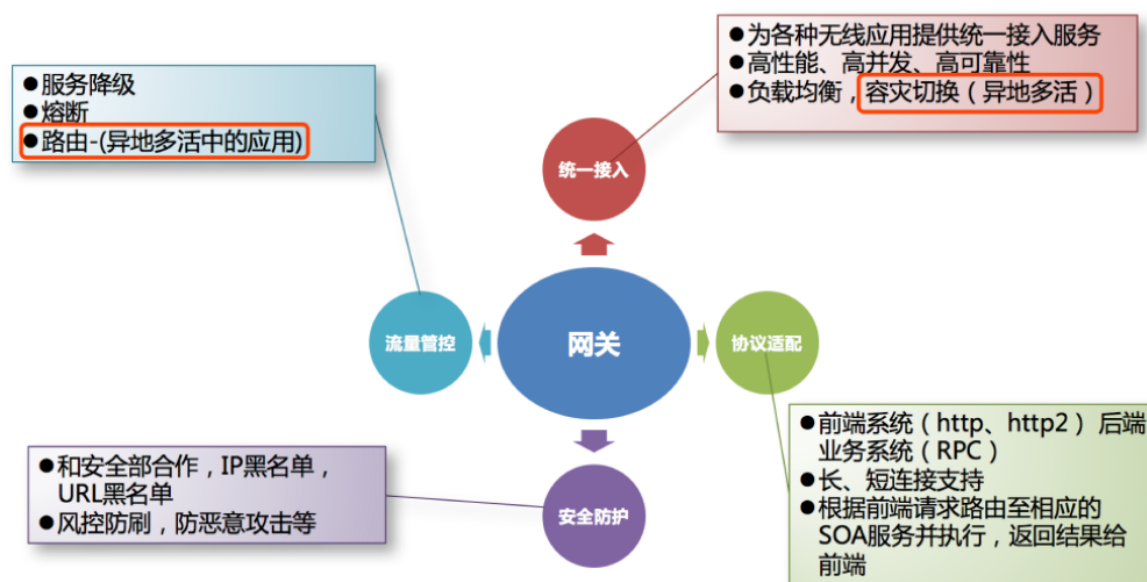 ●为各种无线应用提供统一接入服务
●高性能、高并发、高可靠性
●负载均衡，容灾切换（异地多活）
●服务降级
●熔断
●路由-(异地多活中的应用)
统一接入
流量管控
网关
协议适配
●前端系统（http、http2） 后端
业务系统（RPC）
●长、短连接支持
●根据前端请求路由至相应的
SOA服务并执行，返回结果给
前端
●和安全部合作，IP黑名单，
URL黑名单
●风控防刷，防恶意攻击等
安全防护